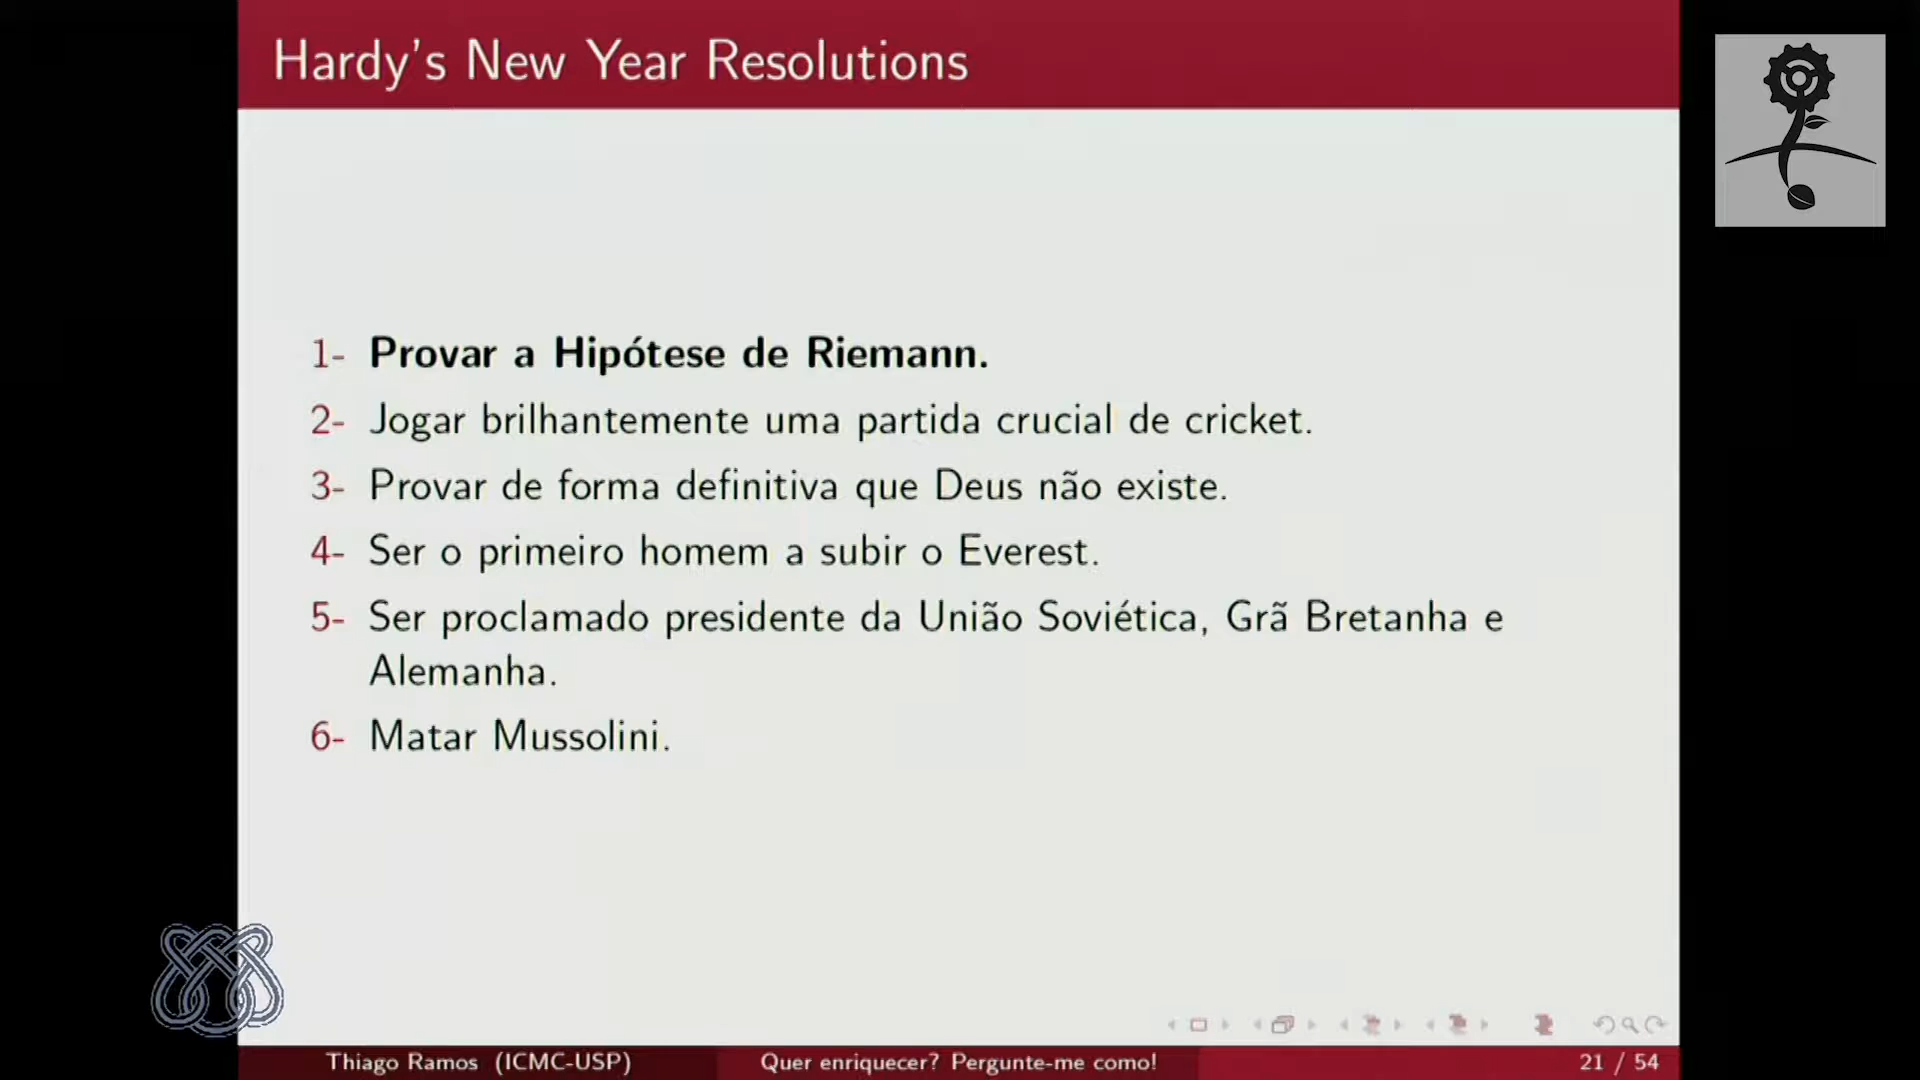 Hardy's New Year Resolutions
1- Provar a Hipótese de Riemann.
2- Jogar brilhantemente uma partida crucial de cricket.
3- Provar de forma definitiva que Deus não existe.
4- Ser o primeiro homem a subir o Everest.
5- Ser proclamado presidente da União Soviética, Grã Bretanha e
Alemanha.
6- Matar Mussolini.
Thiago Ramos (ICMC-USP) Quer enriquecer? Pergunte-me como! 21 / 54